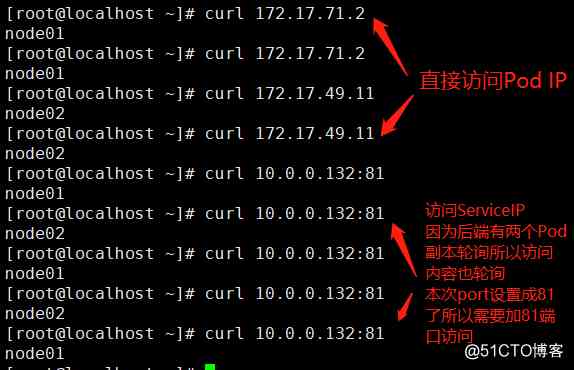 [root@localhost ~]# curl 172.17.71.2
node01
[root@localhost ~]# curl 172.17.71.2
node01
[root@localhost ~]# curl 172.17.49.11
node02
[root@localhost ~]# curl 172.17.49.11
node02
[root@localhost ~]# curl 10.0.0.132:81
node01
[root@localhost ~]# curl 10.0.0.132:81
node02
[root@localhost ~]# curl 10.0.0.132:81
node01
[root@localhost ~]# curl 10.0.0.132:81
node02
[root@localhost ~]# curl 10.0.0.132:81
node01
[root@localhost ~]#
直接访问Pod IP
访问ServiceIP
因为后端有两个Pod
副本轮询所以访问
内容也轮询
本次port设置成81
了所以需要加81端
口访问
@51CTO博客